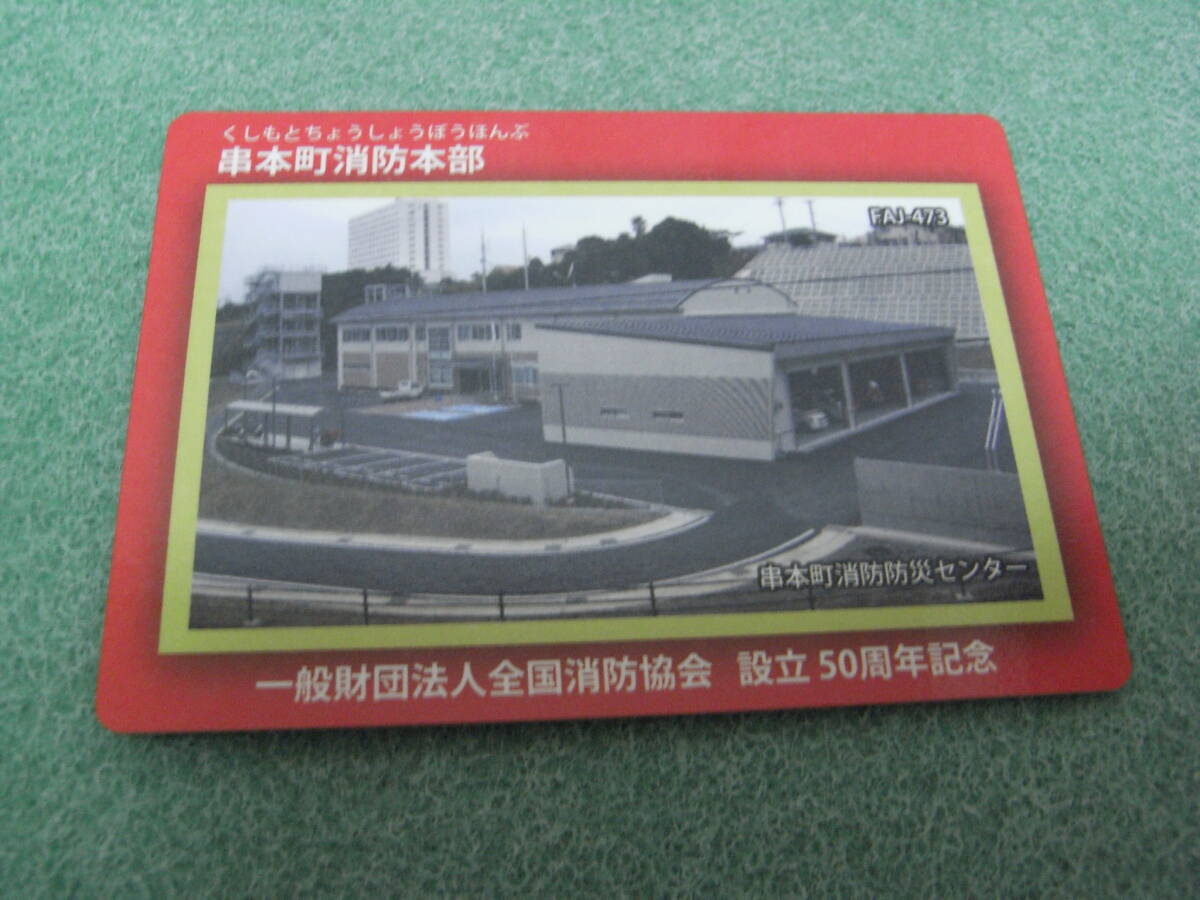 くしもとちょうしょうぼうほんぶ
串本町消防本部
FAJ-473
串本町消防防災センター
一般財団法人全国消防協会 設立50周年記念